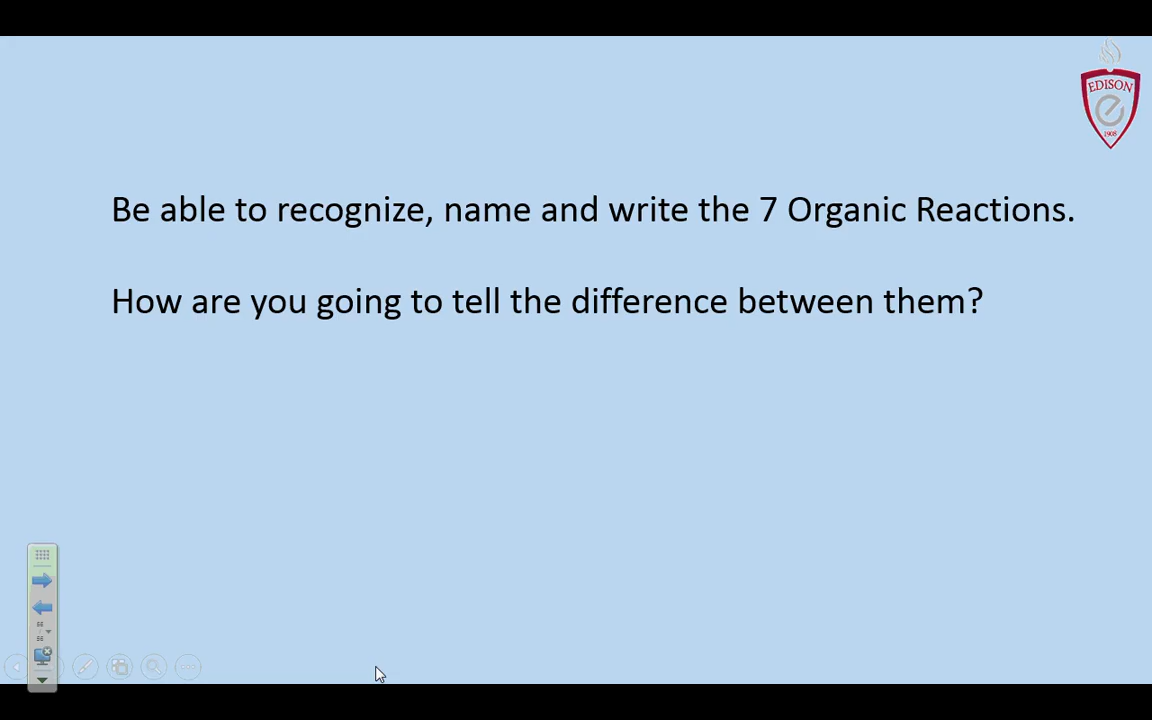 EDISON
e
1908
Be able to recognize, name and write the 7 Organic Reactions.
How are you going to tell the difference between them?